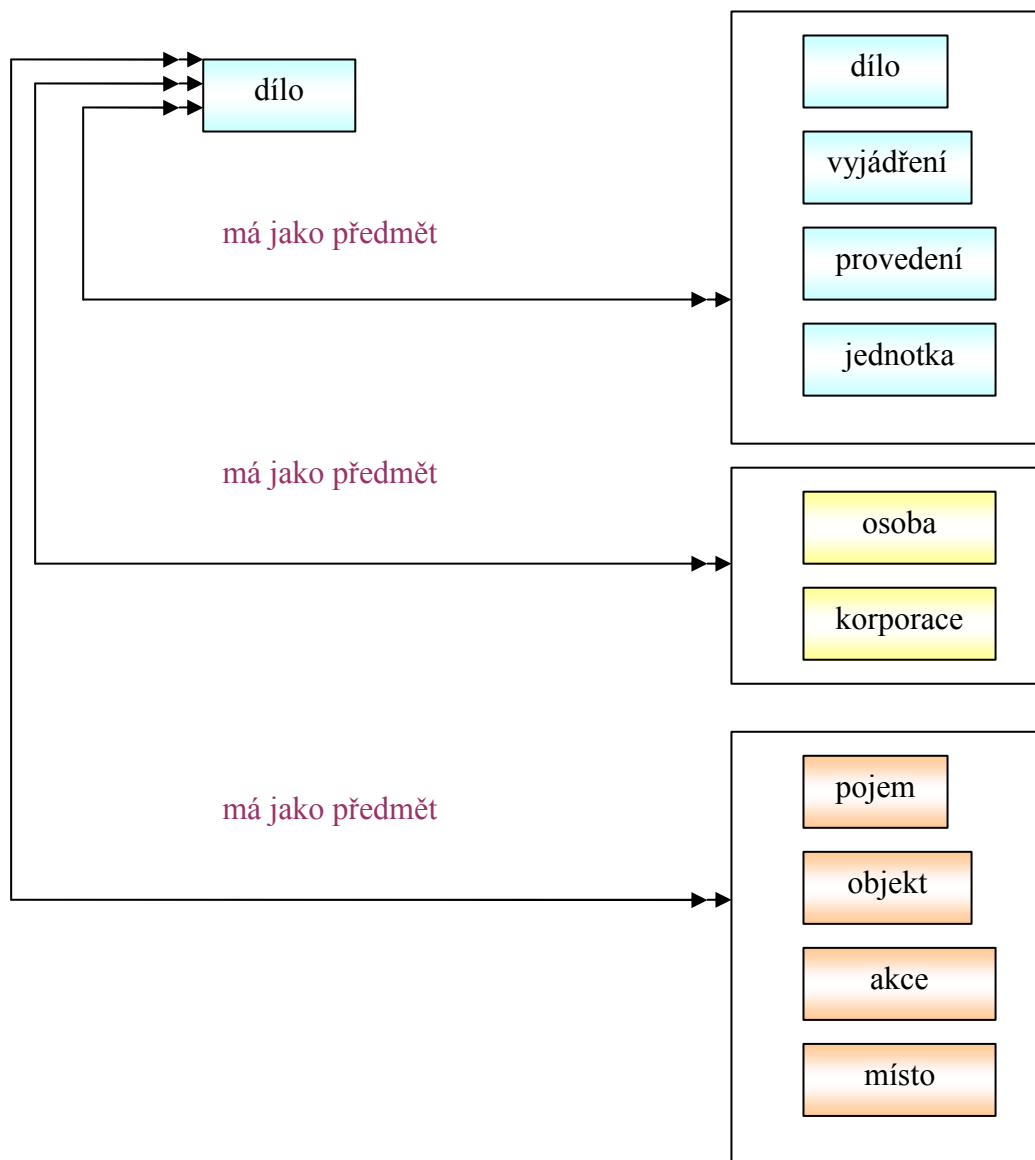 dílo
dílo
vyjádření
má jako předmět
provedení
jednotka
má jako předmět
osoba
korporace
pojem
má jako předmět
objekt
akce
místo